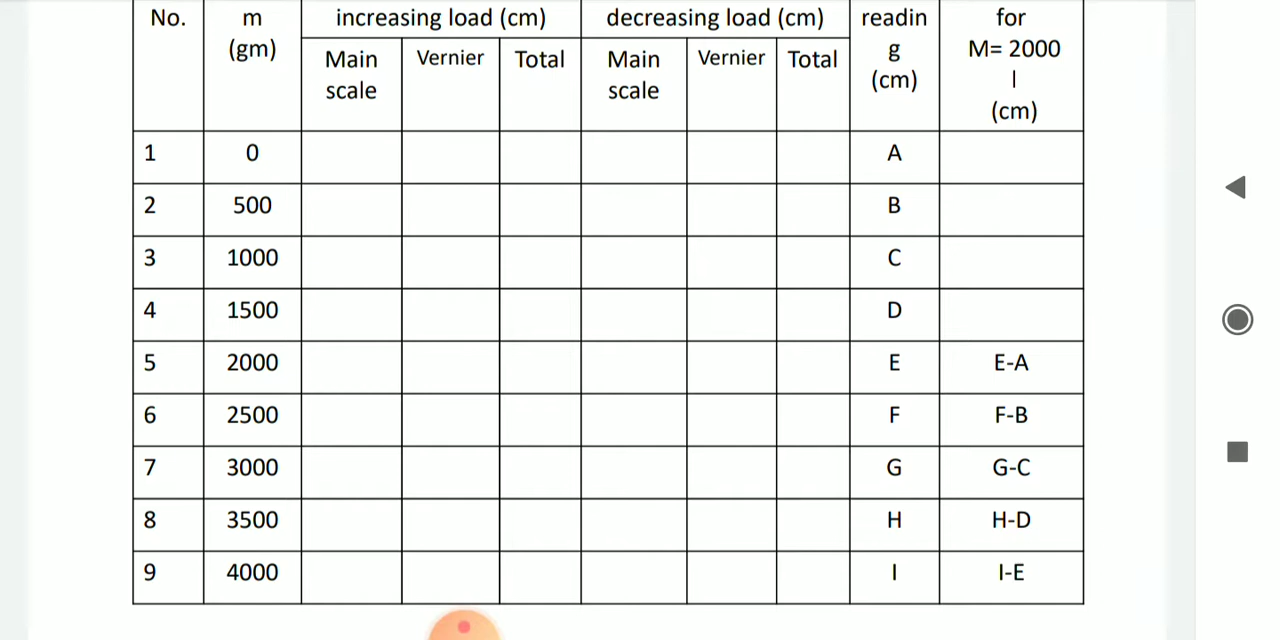 No. m increasing load (cm) decreasing load (cm) readin for
(gm) g M= 2000
Main Vernier Total Main Vernier Total (cm) l
scale scale (cm)
1 0 A
2 500 B
3 1000 C
4 1500 D
5 2000 E E-A
6 2500 F F-B
7 3000 G G-C
8 3500 H H-D
9 4000 I I-E